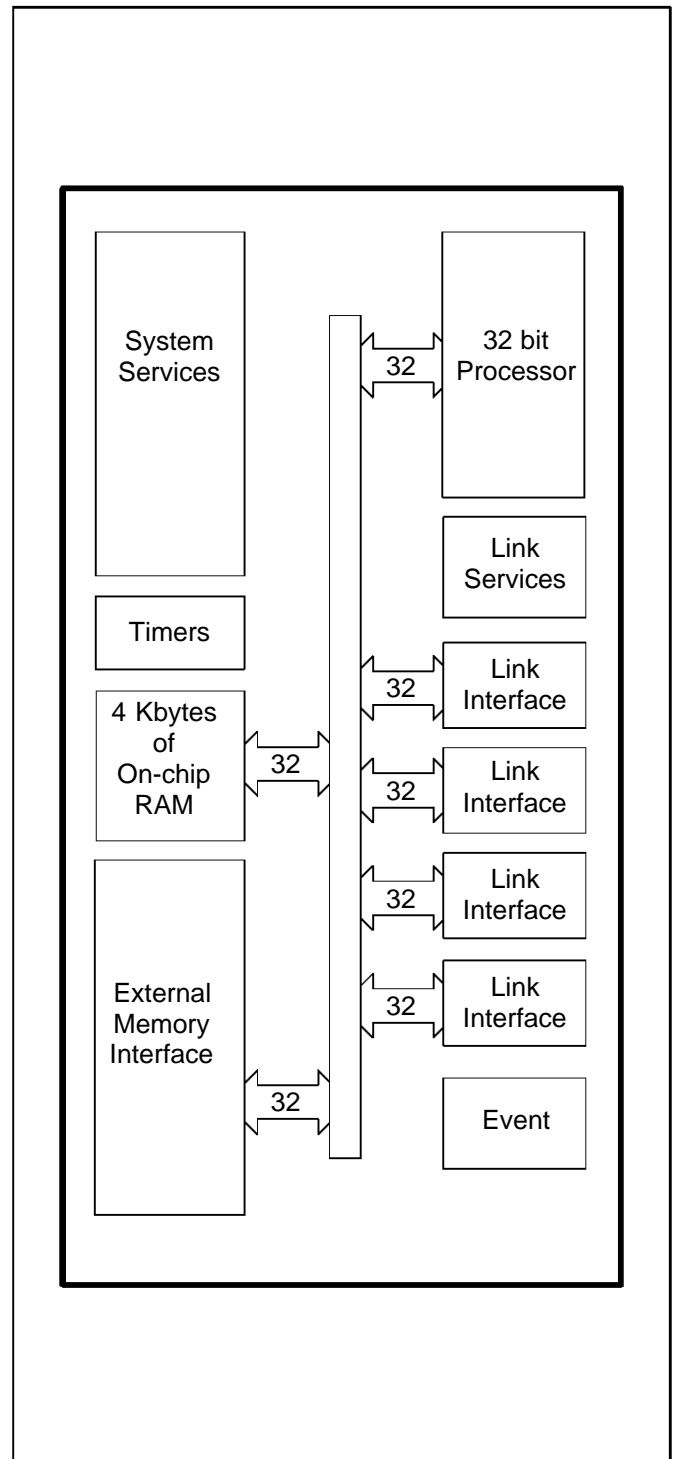 System
Services
32 bit
Processor
32
Link
Services
Timers
Link
Interface
32
4 Kbytes
of
On-chip
RAM
32
Link
Interface
32
Link
Interface
32
External
Memory
Interface
Link
Interface
32
32
Event